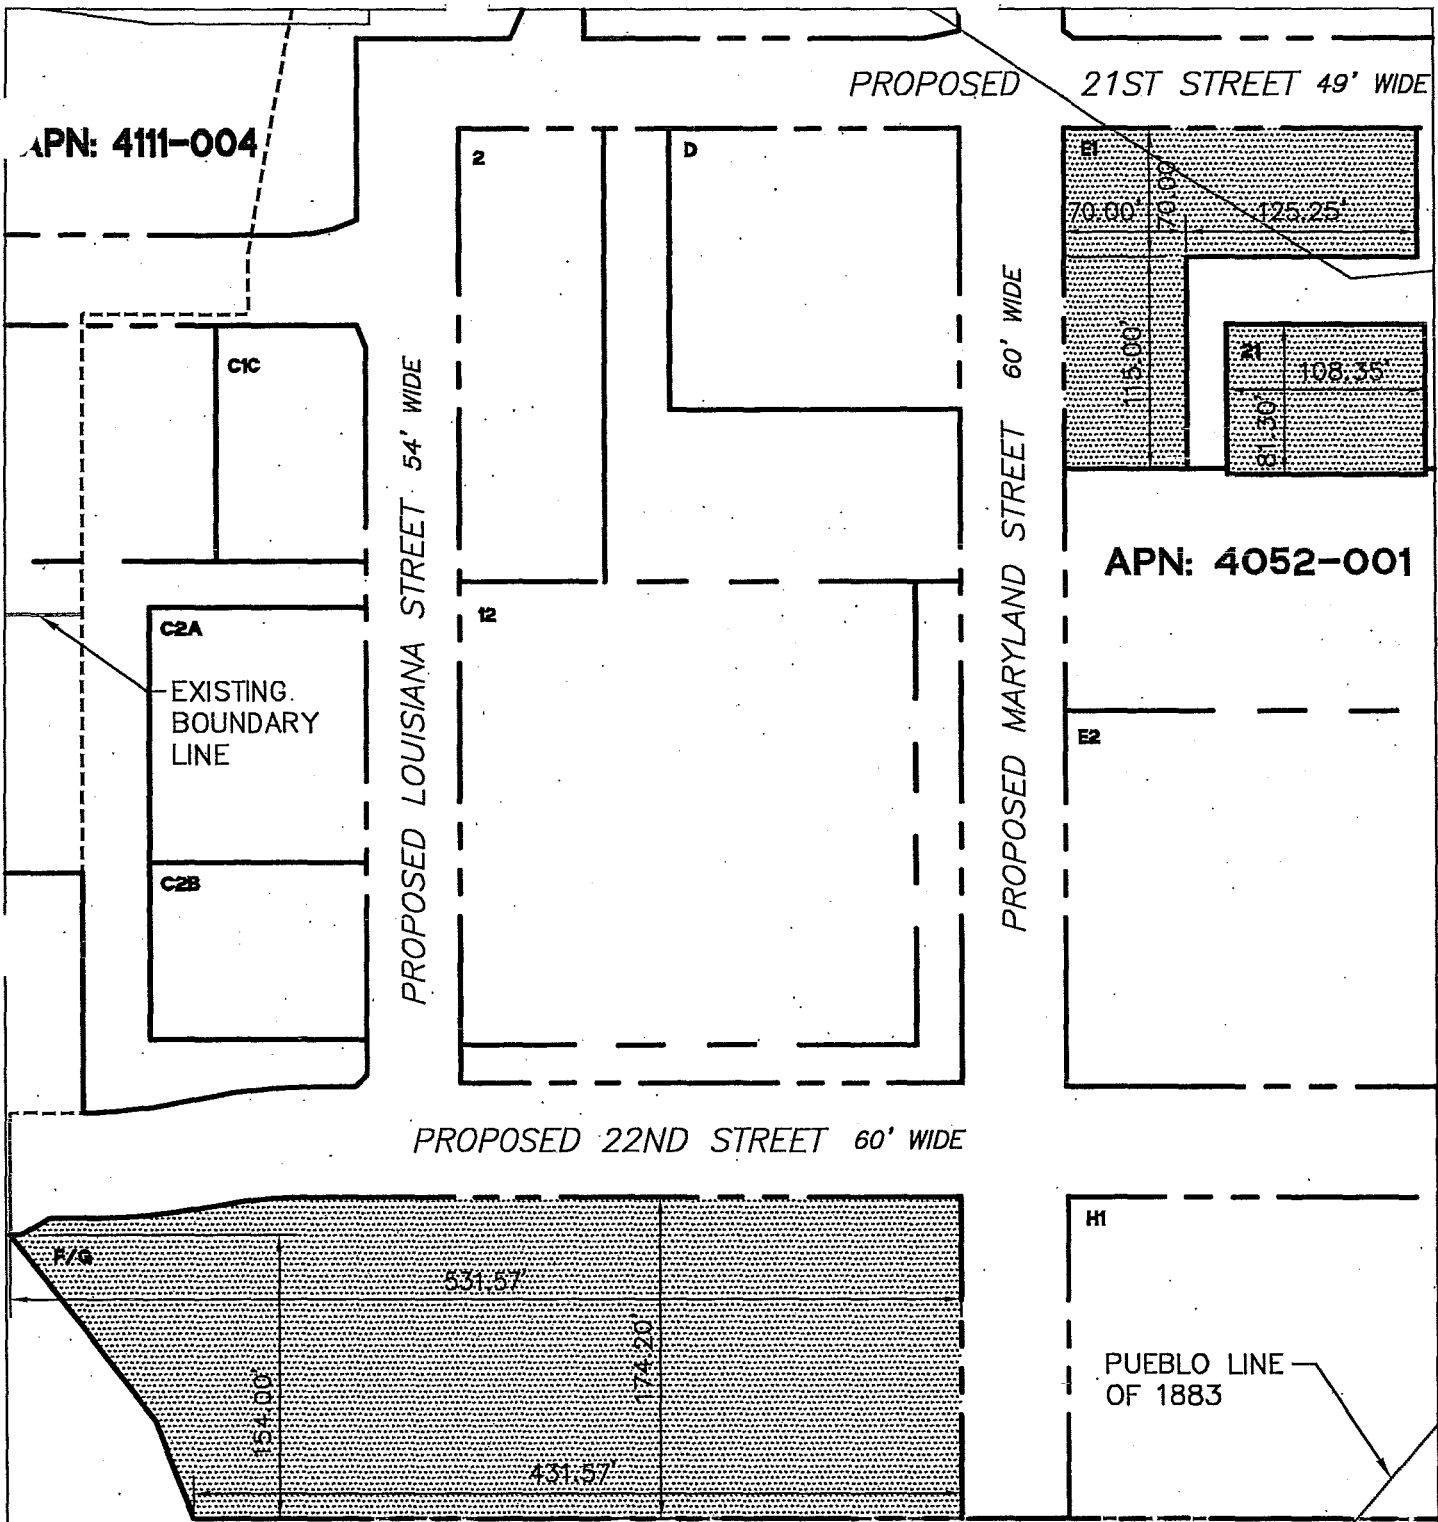 PROPOSED 21ST STREET 49' WIDE
APN: 4111-004
2
D
E1
70.00'
70.00'
125.25'
115.00'
21
108.35'
81.30'
C1C
PROPOSED LOUISIANA STREET 54' WIDE
PROPOSED MARYLAND STREET 60' WIDE
APN: 4052-001
C2A
12
EXISTING
BOUNDARY
LINE
E2
C2B
PROPOSED 22ND STREET 60' WIDE
H1
F/G
531.57'
174.20'
154.00'
431.57'
PUEBLO LINE
OF 1883